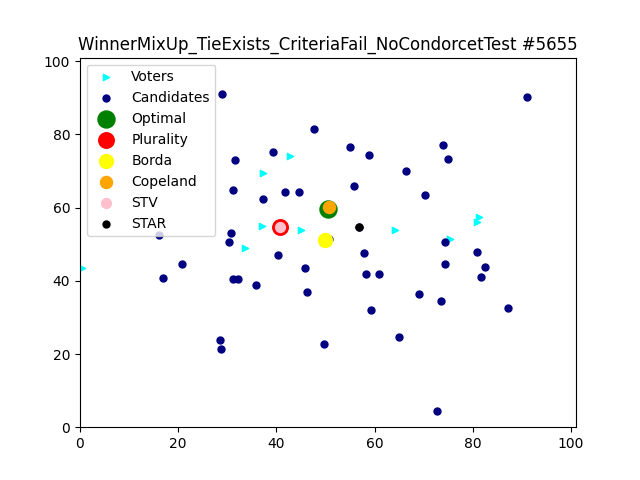 WinnerMixUp_TieExists_CriteriaFail_NoCondorcetTest #5655
100
80
60
40
20
0
Voters
Candidates
Optimal
Plurality
Borda
Copeland
STV
STAR
0 20 40 60 80 100